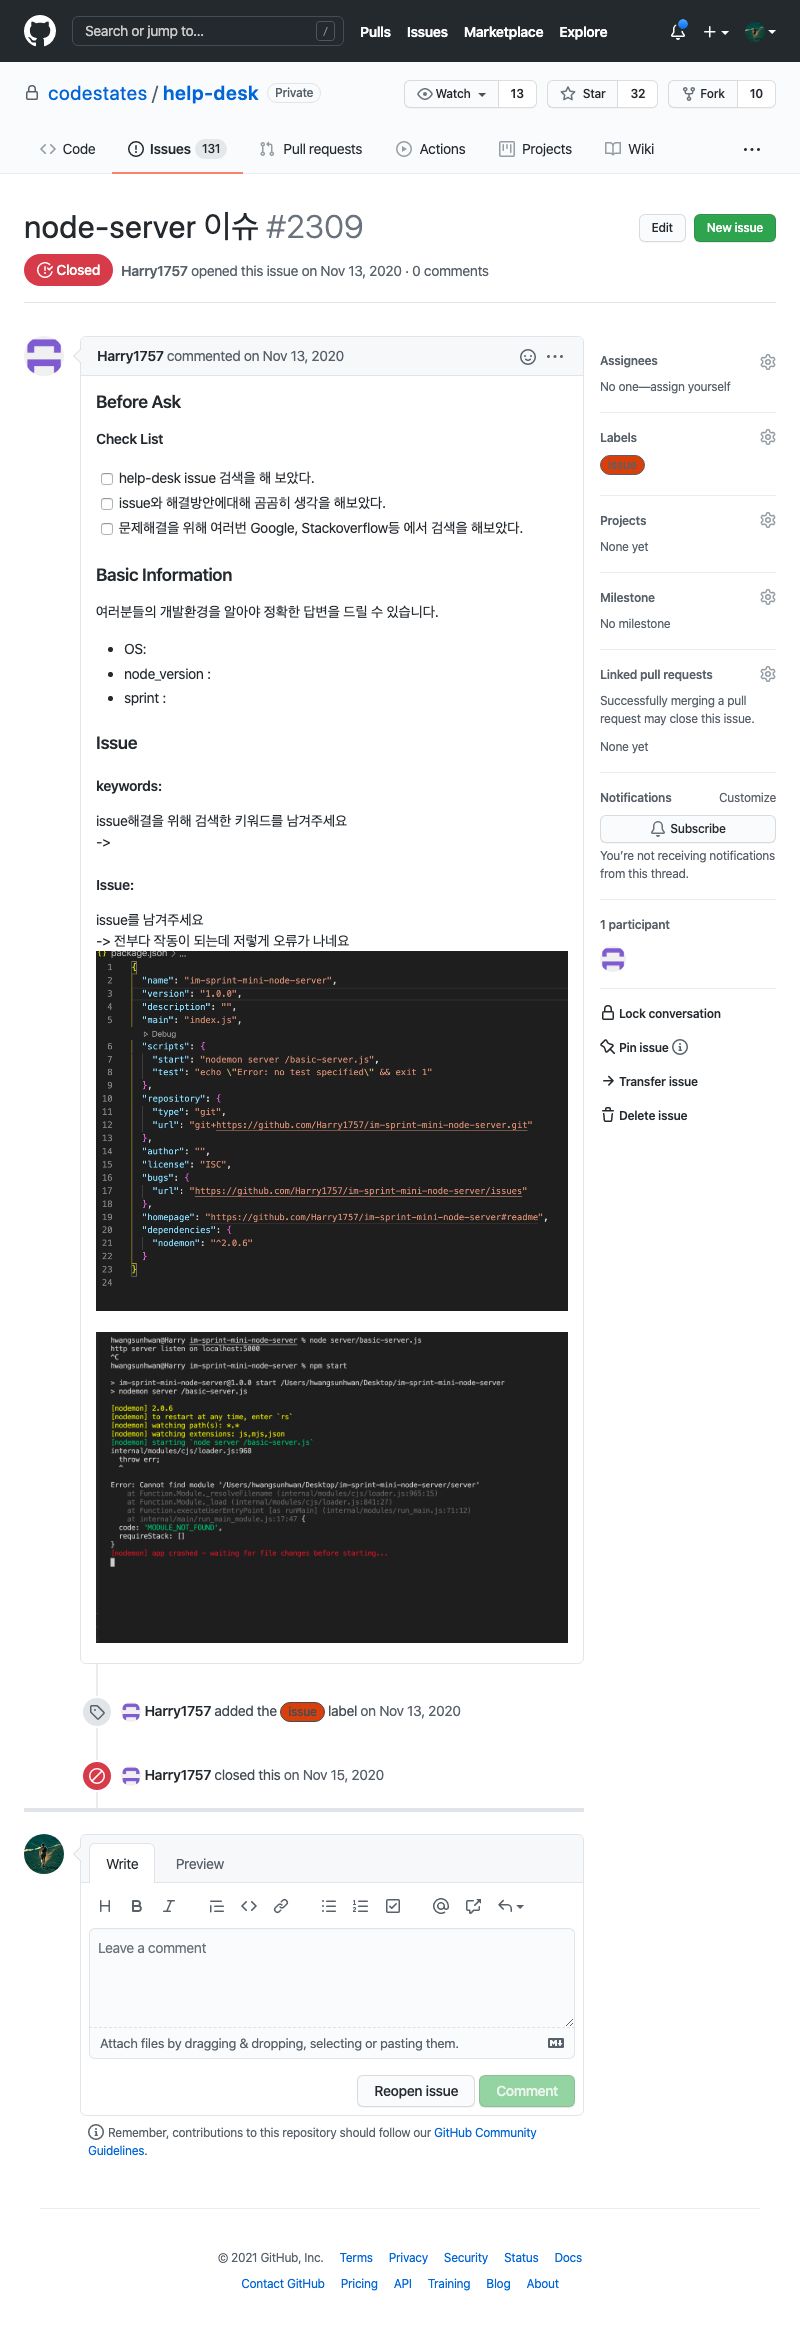 Search or jump to...
/
Pulls
Issues
Marketplace
Explore
codestates / help-desk
Private
Watch
13
Star
32
Fork
10
Code
Issues 131
Pull requests
Actions
Projects
Wiki
node-server 이슈 #2309
Edit
New issue
Closed
Harry1757 opened this issue on Nov 13, 2020 · 0 comments
Harry1757 commented on Nov 13, 2020
Before Ask
Check List
help-desk issue 검색을 해 보았다.
issue와 해결방안에대해 곰곰히 생각을 해보았다.
문제해결을 위해 여러번 Google, Stackoverflow등 에서 검색을 해보았다.
Basic Information
여러분들의 개발환경을 알아야 정확한 답변을 드릴 수 있습니다.
• OS:
• node_version :
• sprint :
Issue
keywords:
issue해결을 위해 검색한 키워드를 남겨주세요
->
Issue:
issue를 남겨주세요
-> 전부다 작동이 되는데 저렇게 오류가 나네요
{} package.json > ...
1 {
2 "name": "im-sprint-mini-node-server",
3 "version": "1.0.0",
4 "description": "",
5 "main": "index.js",
▷ Debug
6 "scripts": {
7 "start": "nodemon server /basic-server.js",
8 "test": "echo \"Error: no test specified\" && exit 1"
9 },
10 "repository": {
11 "type": "git",
12 "url": "git+https://github.com/Harry1757/im-sprint-mini-node-server.git"
13 },
14 "author": "",
15 "license": "ISC",
16 "bugs": {
17 "url": "https://github.com/Harry1757/im-sprint-mini-node-server/issues"
18 },
19 "homepage": "https://github.com/Harry1757/im-sprint-mini-node-server#readme",
20 "dependencies": {
21 "nodemon": "^2.0.6"
22 }
23 }
24
hwangsunhwan@Harry im-sprint-mini-node-server % node server/basic-server.js
http server listen on localhost:5000
^C
hwangsunhwan@Harry im-sprint-mini-node-server % npm start
> im-sprint-mini-node-server@1.0.0 start /Users/hwangsunhwan/Desktop/im-sprint-mini-node-server
> nodemon server /basic-server.js
[nodemon] 2.0.6
[nodemon] to restart at any time, enter `rs`
[nodemon] watching path(s): *.*
[nodemon] watching extensions: js,mjs,json
[nodemon] starting `node server /basic-server.js`
internal/modules/cjs/loader.js:968
throw err;
^
Error: Cannot find module '/Users/hwangsunhwan/Desktop/im-sprint-mini-node-server/server'
at Function.Module._resolveFilename (internal/modules/cjs/loader.js:965:15)
at Function.Module._load (internal/modules/cjs/loader.js:841:27)
at Function.executeUserEntryPoint [as runMain] (internal/modules/run_main.js:71:12)
at internal/main/run_main_module.js:17:47 {
code: 'MODULE_NOT_FOUND',
requireStack: []
}
[nodemon] app crashed - waiting for file changes before starting...
Assignees
No one—assign yourself
Labels
issue
Projects
None yet
Milestone
No milestone
Linked pull requests
Successfully merging a pull
request may close this issue.
None yet
Notifications
Customize
Subscribe
You're not receiving notifications
from this thread.
1 participant
Lock conversation
Pin issue
Transfer issue
Delete issue
Harry1757 added the issue label on Nov 13, 2020
Harry1757 closed this on Nov 15, 2020
Write
Preview
Leave a comment
Attach files by dragging & dropping, selecting or pasting them.
Reopen issue
Comment
Remember, contributions to this repository should follow our GitHub Community
Guidelines.
© 2021 GitHub, Inc.
Terms
Privacy
Security
Status
Docs
Contact GitHub
Pricing
API
Training
Blog
About